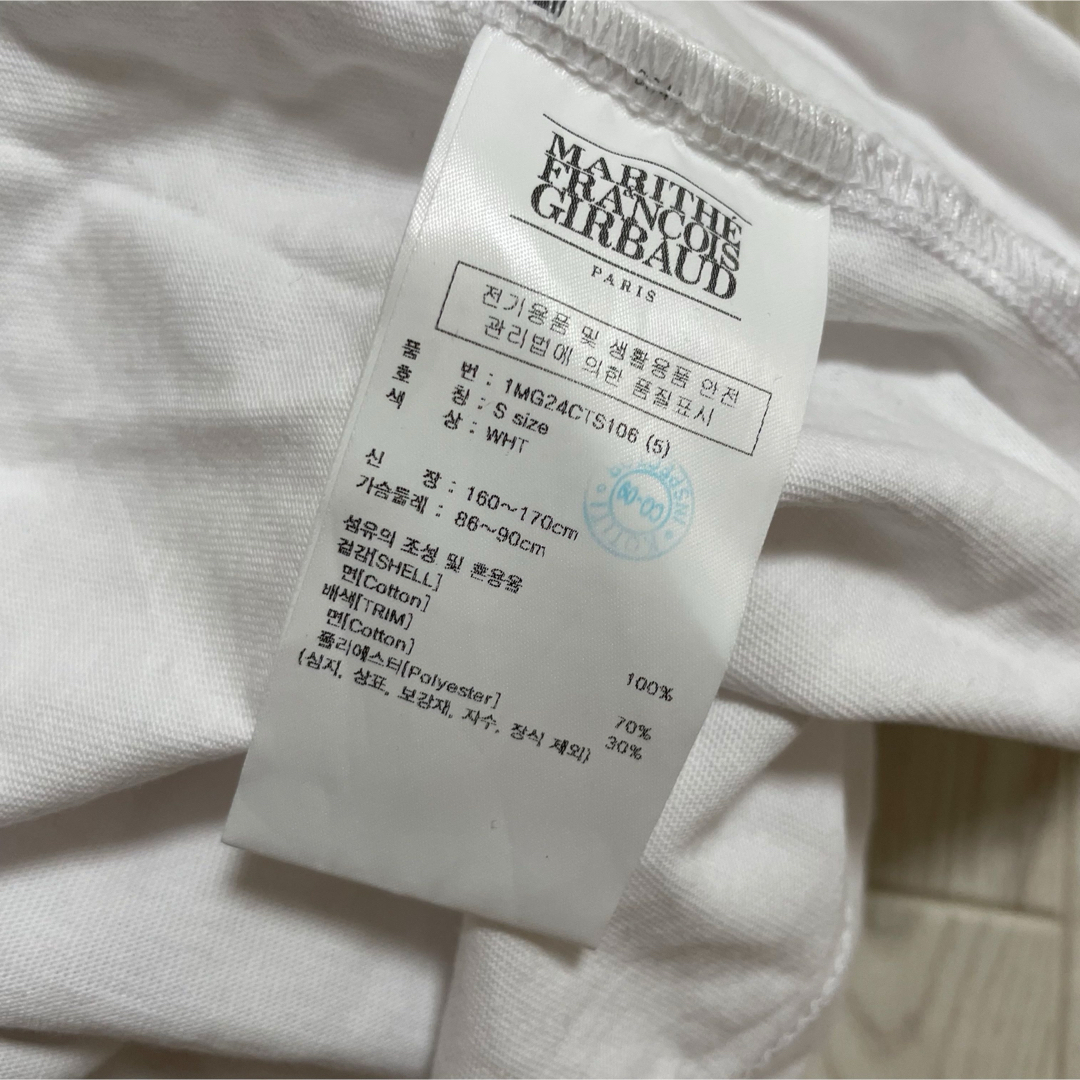 MARITHÉ
FRANÇOIS
&
GIRBAUD
PARIS
전기용품 및 생활용품 안전
관리법에 의한 품질표시
품 번 : 1MG24CTS106 (5)
호 칭 : S size
색 상 : WHT
신 장 : 160~170cm
가슴둘레 : 86~90cm
섬유의 조성 및 혼용율
겉감[SHELL]
면[Cotton] 100%
배색[TRIM]
면[Cotton] 70%
폴리에스터[Polyester] 30%
(심지, 상표, 보강재, 자수, 장식 제외)